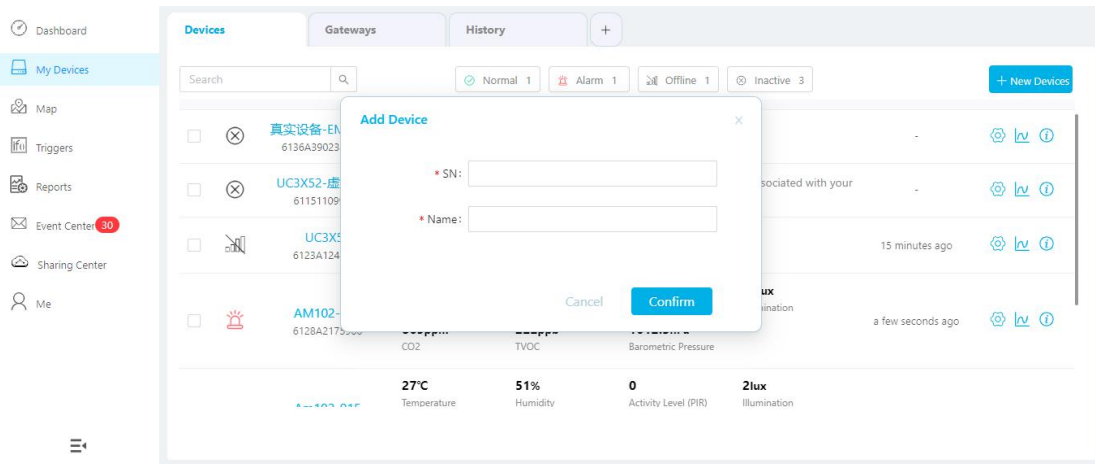 Dashboard
My Devices
Map
Triggers
Reports
Event Center 30
Sharing Center
Me
Devices
Gateways
History
+
Search
Normal 1
Alarm 1
Offline 1
Inactive 3
+ New Devices
Add Device
x
* SN:
* Name:
Cancel
Confirm
真实设备-EM
6136A39023
-
UC3X52-虚
61151109
your
-
UC3X5
6123A124
15 minutes ago
AM102-
lux
6128A2175
a few seconds ago
CO2
TVOC
Barometric Pressure
27℃
51%
0
2lux
Temperature
Humidity
Activity Level (PIR)
Illumination